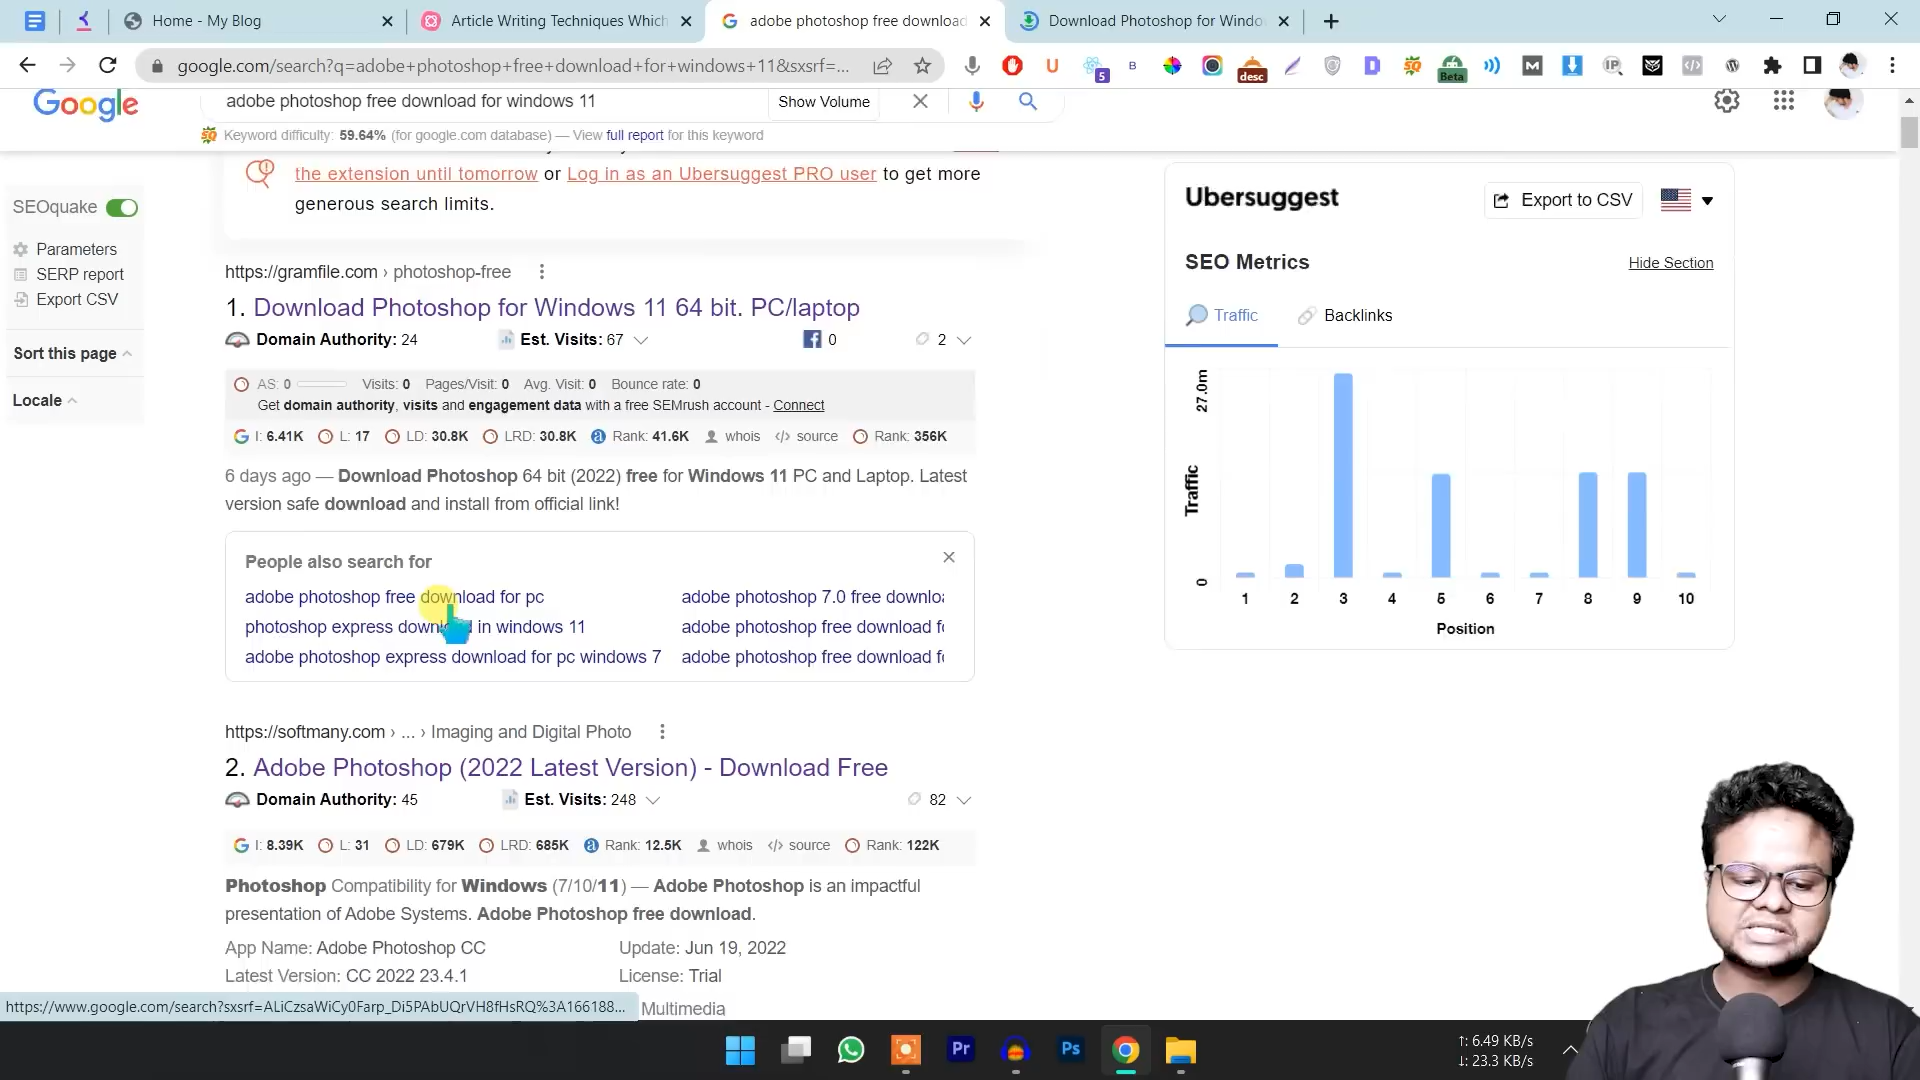 Home - My Blog
Article Writing Techniques Which
adobe photoshop free download
Download Photoshop for Windo
google.com/search?q=adobe+photoshop+free+download+for+windows+11&sxsrf=...
5
desc
Beta
Google
adobe photoshop free download for windows 11
Show Volume
Keyword difficulty: 59.64% (for google.com database) — View full report for this keyword
the extension until tomorrow or Log in as an Ubersuggest PRO user to get more
generous search limits.
SEOquake
Parameters
SERP report
Export CSV
Sort this page
Locale
https://gramfile.com › photoshop-free
1. Download Photoshop for Windows 11 64 bit. PC/laptop
Domain Authority: 24
Est. Visits: 67
0
2
AS: 0
Visits: 0
Pages/Visit: 0
Avg. Visit: 0
Bounce rate: 0
Get domain authority, visits and engagement data with a free SEMrush account - Connect
I: 6.41K
L: 17
LD: 30.8K
LRD: 30.8K
Rank: 41.6K
whois
source
Rank: 356K
6 days ago — Download Photoshop 64 bit (2022) free for Windows 11 PC and Laptop. Latest
version safe download and install from official link!
People also search for
adobe photoshop free download for pc
adobe photoshop 7.0 free downloa
photoshop express download in windows 11
adobe photoshop free download fo
adobe photoshop express download for pc windows 7
adobe photoshop free download fo
https://softmany.com › ... › Imaging and Digital Photo
2. Adobe Photoshop (2022 Latest Version) - Download Free
Domain Authority: 45
Est. Visits: 248
82
I: 8.39K
L: 31
LD: 679K
LRD: 685K
Rank: 12.5K
whois
source
Rank: 122K
Photoshop Compatibility for Windows (7/10/11) — Adobe Photoshop is an impactful
presentation of Adobe Systems. Adobe Photoshop free download.
App Name: Adobe Photoshop CC
Update: Jun 19, 2022
Latest Version: CC 2022 23.4.1
License: Trial
Multimedia
https://www.google.com/search?sxsrf=ALiCzsaWiCy0Farp_Di5PAbUQrVH8fHsRQ%3A166188...
Ubersuggest
Export to CSV
SEO Metrics
Hide Section
Traffic
Backlinks
27.0m
Traffic
0
1 2 3 4 5 6 7 8 9 10
Position
Pr
Ps
↑: 6.49 KB/s
↓: 23.3 KB/s